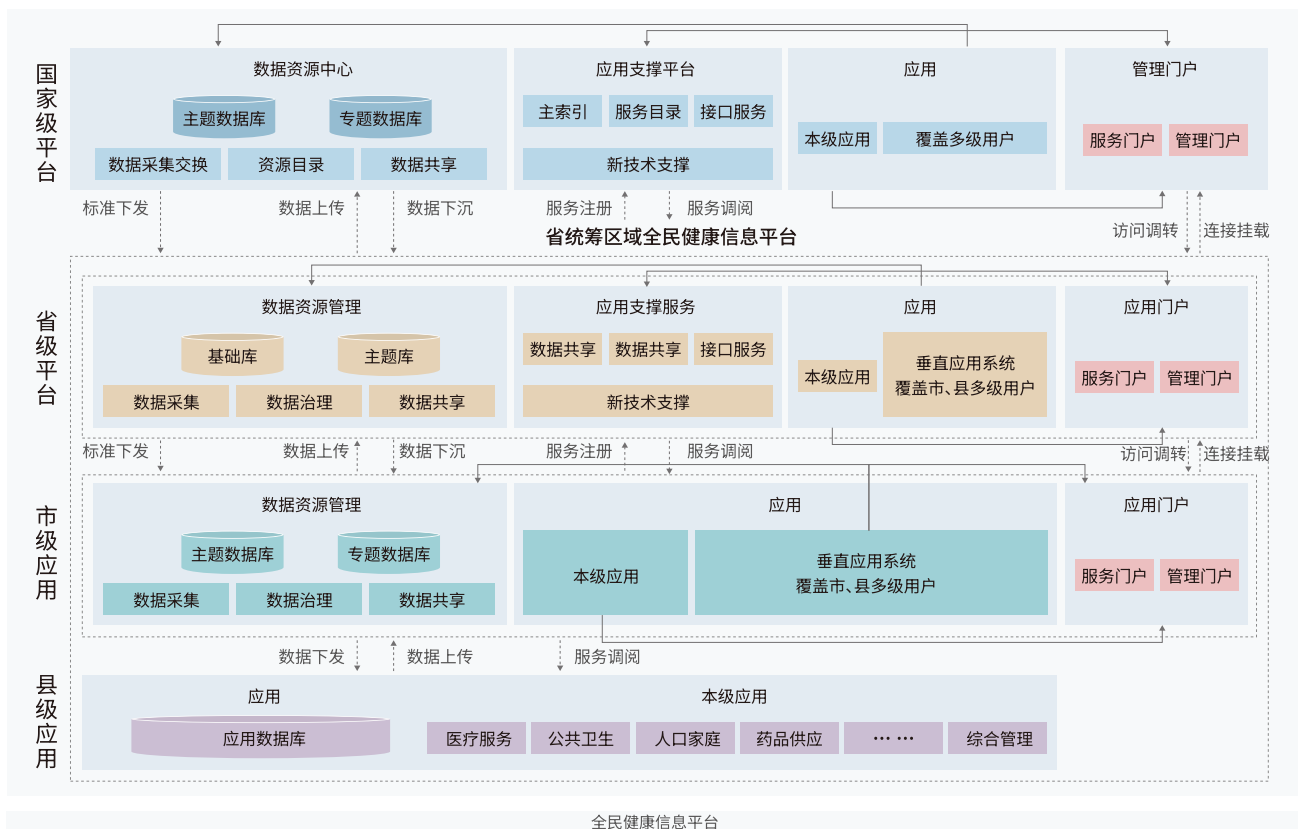 国家级平台
数据资源中心
主题数据库
专题数据库
数据采集交换
资源目录
数据共享
应用支撑平台
主索引
服务目录
接口服务
新技术支撑
应用
本级应用
覆盖多级用户
管理门户
服务门户
管理门户
标准下发
数据上传
数据下沉
服务注册
服务调阅
访问调转
连接挂载
省统筹区域全民健康信息平台
省级平台
数据资源管理
基础库
主题库
数据采集
数据治理
数据共享
应用支撑服务
数据共享
数据共享
接口服务
新技术支撑
应用
本级应用
垂直应用系统
覆盖市、县多级用户
应用门户
服务门户
管理门户
标准下发
数据上传
数据下沉
服务注册
服务调阅
访问调转
连接挂载
市级应用
数据资源管理
主题数据库
专题数据库
数据采集
数据治理
数据共享
应用
本级应用
垂直应用系统
覆盖市、县多级用户
应用门户
服务门户
管理门户
数据下发
数据上传
服务调阅
县级应用
应用
应用数据库
本级应用
医疗服务
公共卫生
人口家庭
药品供应
… …
综合管理
全民健康信息平台